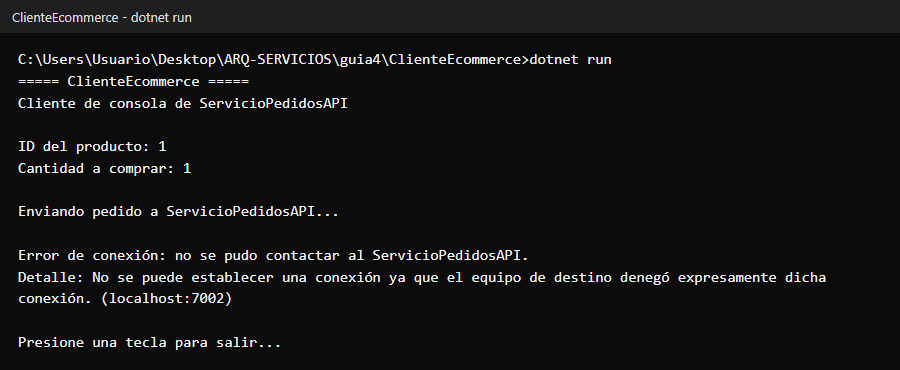 ClienteEcommerce - dotnet run
C:\Users\Usuario\Desktop\ARQ-SERVICIOS\guia4\ClienteEcommerce>dotnet run
===== ClienteEcommerce =====
Cliente de consola de ServicioPedidosAPI
ID del producto: 1
Cantidad a comprar: 1
Enviando pedido a ServicioPedidosAPI...
Error de conexión: no se pudo contactar al ServicioPedidosAPI.
Detalle: No se puede establecer una conexión ya que el equipo de destino denegó expresamente dicha
conexión. (localhost:7002)
Presione una tecla para salir...